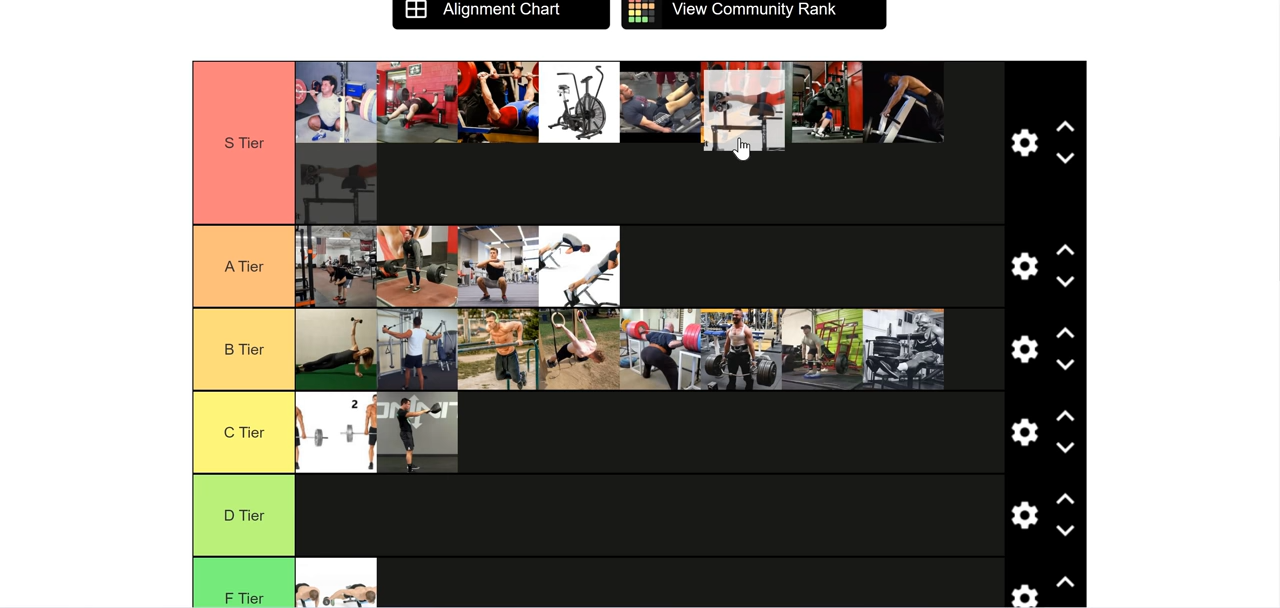 Alignment Chart
View Community Rank
S Tier
A Tier
B Tier
C Tier
2
D Tier
F Tier